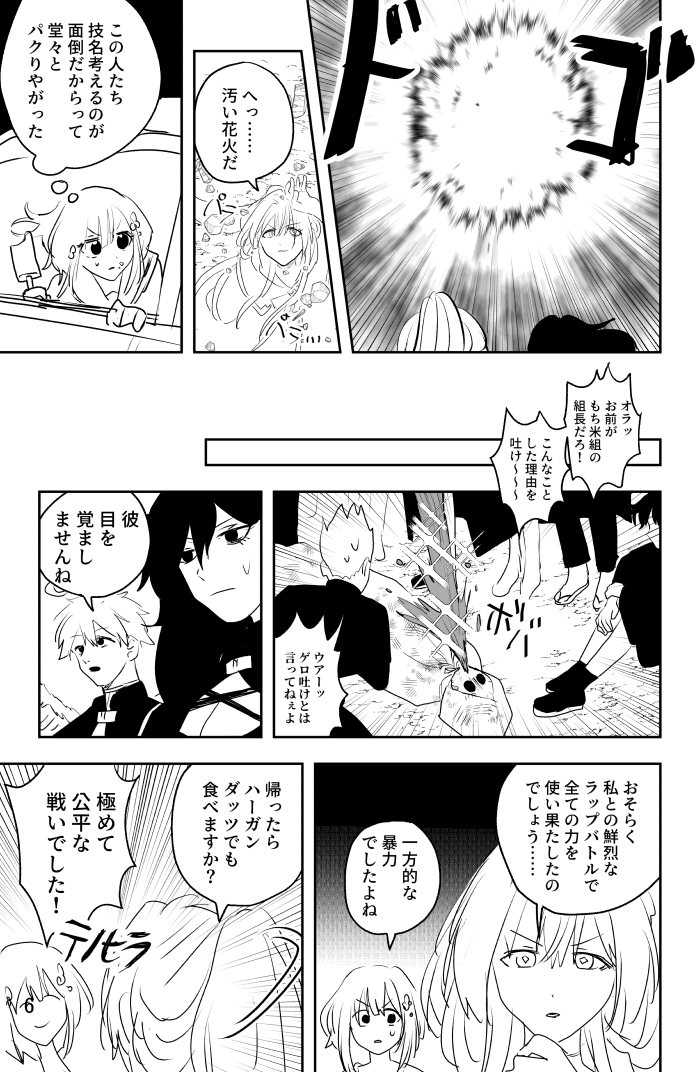 ドゴ
へっ……
汚い花火だ
ペッ
パラ…
この人たち
技名考えるのが
面倒だからって
堂々と
パクりやがった
オラッ
お前が
もち米組の
組長だろ！
こんなこと
した理由を
吐け～～～
ウアーッ
ゲロ吐けとは
言ってねぇよ
彼
目を
覚まし
ませんね
おそらく
私との鮮烈な
ラップバトルで
全ての力を
使い果たしたの
でしょう……
一方的な
暴力
でしたよね
帰ったら
ハーゲン
ダッツでも
食べますか？
極めて
公平な
戦いでした！
テノヒラ
6